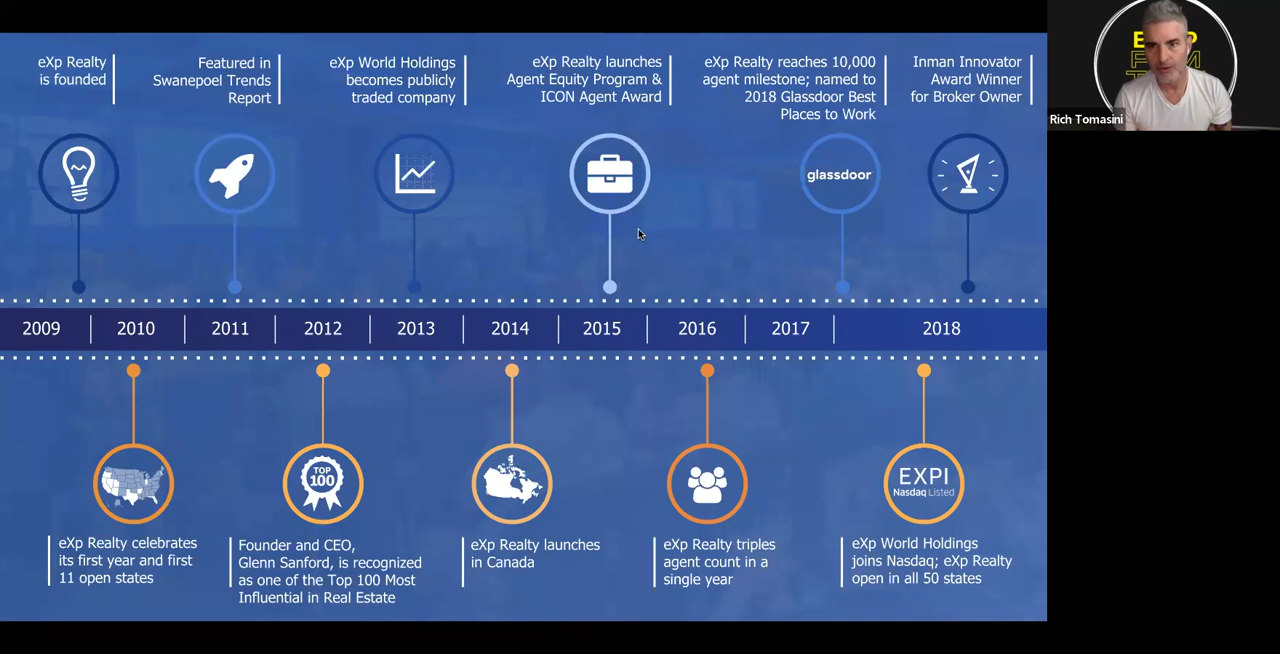 eXp Realty
is founded
Featured in
Swanepoel Trends
Report
eXp World Holdings
becomes publicly
traded company
eXp Realty launches
Agent Equity Program &
ICON Agent Award
eXp Realty reaches 10,000
agent milestone; named to
2018 Glassdoor Best
Places to Work
Inman Innovator
Award Winner
for Broker Owner
Rich Tomasini
glassdoor
2009
2010
2011
2012
2013
2014
2015
2016
2017
2018
TOP
100
EXPI
Nasdaq Listed
eXp Realty celebrates
its first year and first
11 open states
Founder and CEO,
Glenn Sanford, is recognized
as one of the Top 100 Most
Influential in Real Estate
eXp Realty launches
in Canada
eXp Realty triples
agent count in a
single year
eXp World Holdings
joins Nasdaq; eXp Realty
open in all 50 states